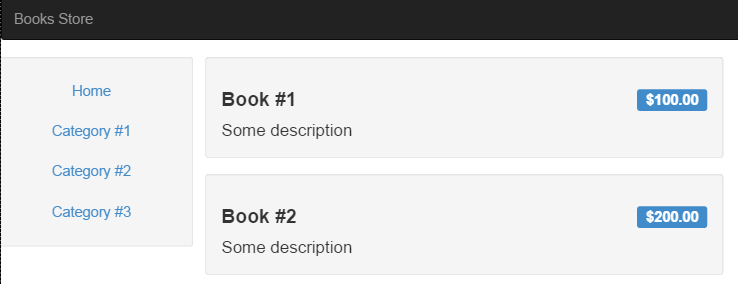 Books Store
Home
Category #1
Category #2
Category #3
Book #1
$100.00
Some description
Book #2
$200.00
Some description